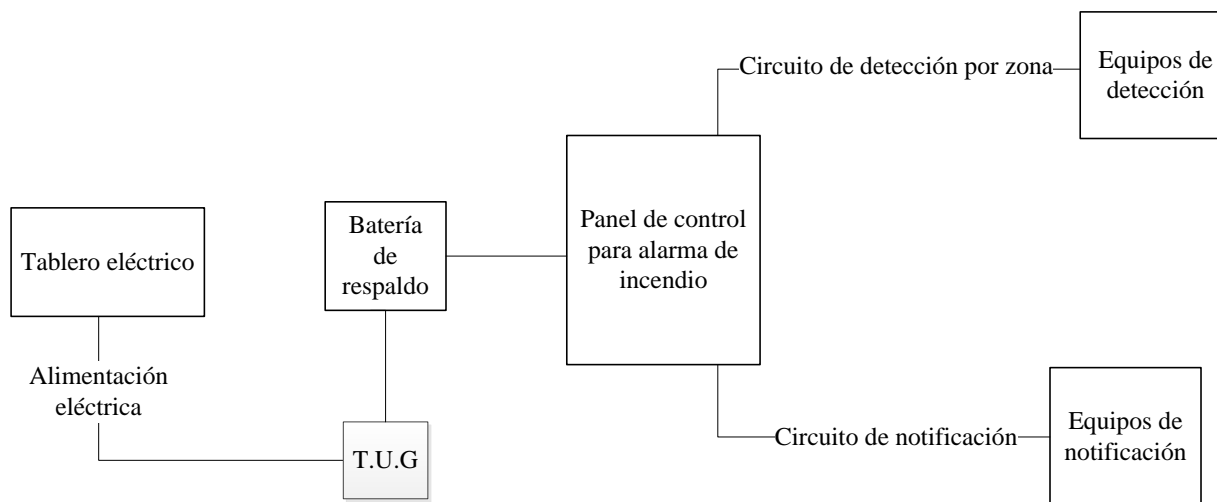 Circuito de detección por zona
Equipos de
detección
Panel de control
para alarma de
incendio
Batería
de
respaldo
Tablero eléctrico
Alimentación
eléctrica
T.U.G
Circuito de notificación
Equipos de
notificación